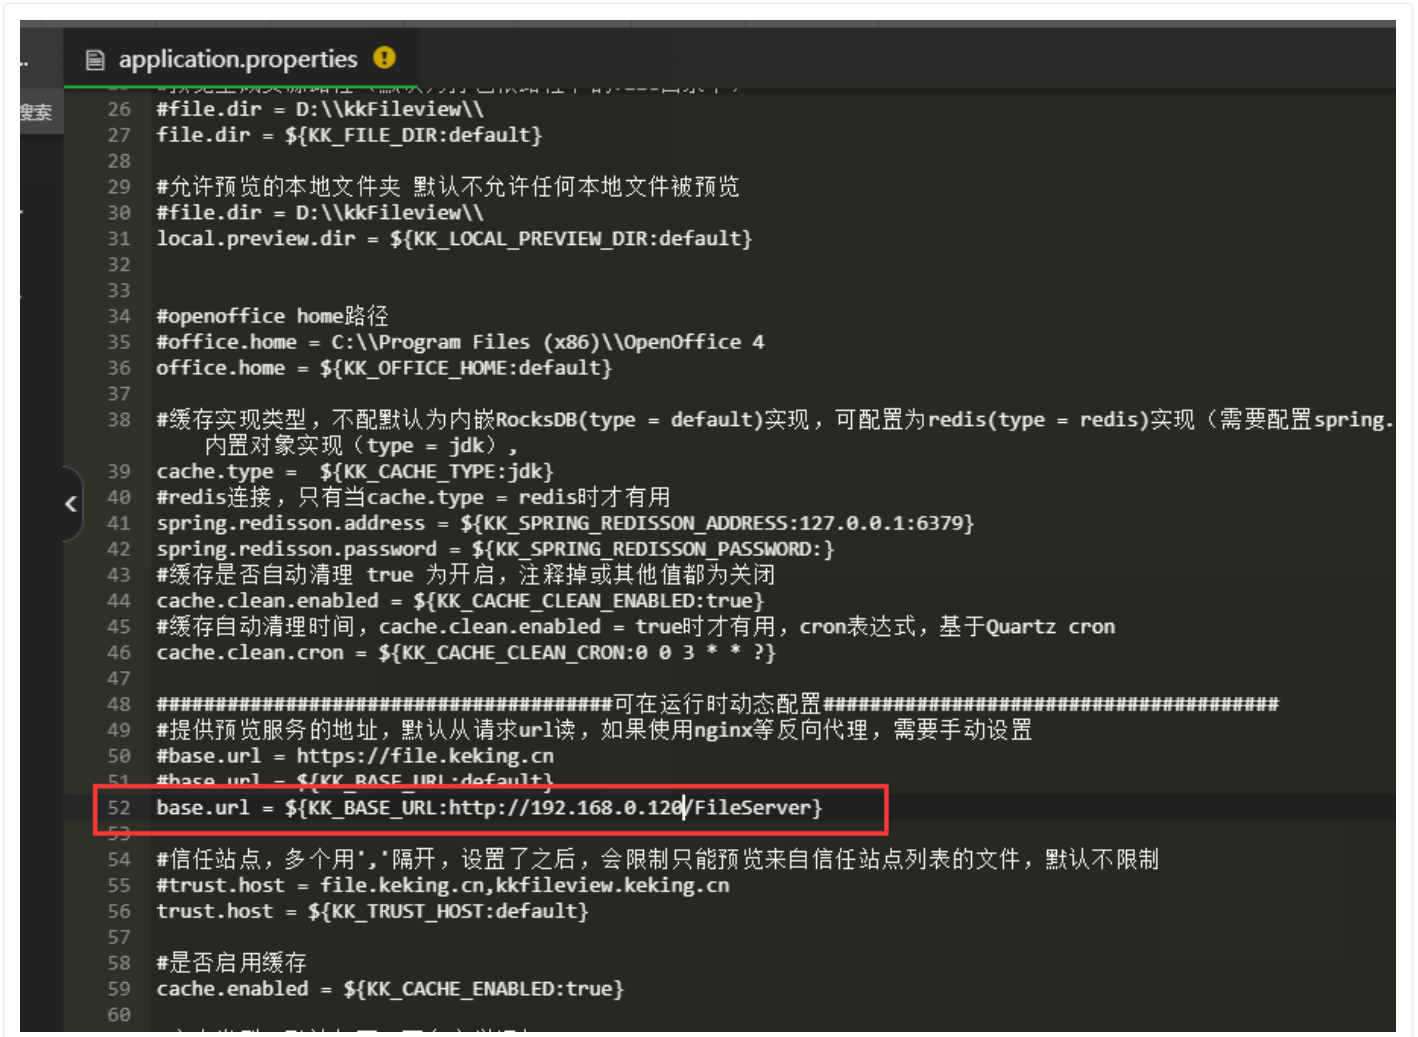 ..
application.properties
搜索
26 #file.dir = D:\\kkFileview\\
27 file.dir = ${KK_FILE_DIR:default}
28
29 #允许预览的本地文件夹 默认不允许任何本地文件被预览
30 #file.dir = D:\\kkFileview\\
31 local.preview.dir = ${KK_LOCAL_PREVIEW_DIR:default}
32
33
34 #openoffice home路径
35 #office.home = C:\\Program Files (x86)\\OpenOffice 4
36 office.home = ${KK_OFFICE_HOME:default}
37
38 #缓存实现类型，不配默认为内嵌RocksDB(type = default)实现，可配置为redis(type = redis)实现（需要配置spring.
内置对象实现（type = jdk），
39 cache.type =  ${KK_CACHE_TYPE:jdk}
40 #redis连接，只有当cache.type = redis时才有用
41 spring.redisson.address = ${KK_SPRING_REDISSON_ADDRESS:127.0.0.1:6379}
42 spring.redisson.password = ${KK_SPRING_REDISSON_PASSWORD:}
43 #缓存是否自动清理 true 为开启，注释掉或其他值都为关闭
44 cache.clean.enabled = ${KK_CACHE_CLEAN_ENABLED:true}
45 #缓存自动清理时间，cache.clean.enabled = true时才有用，cron表达式，基于Quartz cron
46 cache.clean.cron = ${KK_CACHE_CLEAN_CRON:0 0 3 * * ?}
47
48 #######################################可在运行时动态配置#######################################
49 #提供预览服务的地址，默认从请求url读，如果使用nginx等反向代理，需要手动设置
50 #base.url = https://file.keking.cn
51 #base.url = ${KK_BASE_URL:default}
52 base.url = ${KK_BASE_URL:http://192.168.0.120/FileServer}
53
54 #信任站点，多个用','隔开，设置了之后，会限制只能预览来自信任站点列表的文件，默认不限制
55 #trust.host = file.keking.cn,kkfileview.keking.cn
56 trust.host = ${KK_TRUST_HOST:default}
57
58 #是否启用缓存
59 cache.enabled = ${KK_CACHE_ENABLED:true}
60